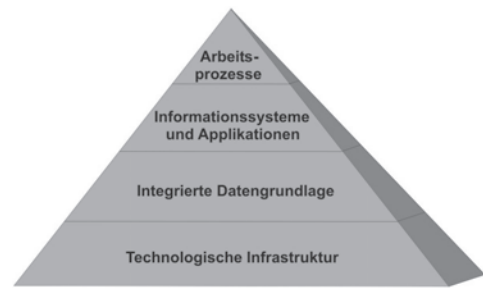 Arbeits-
prozesse
Informationssysteme
und Applikationen
Integrierte Datengrundlage
Technologische Infrastruktur